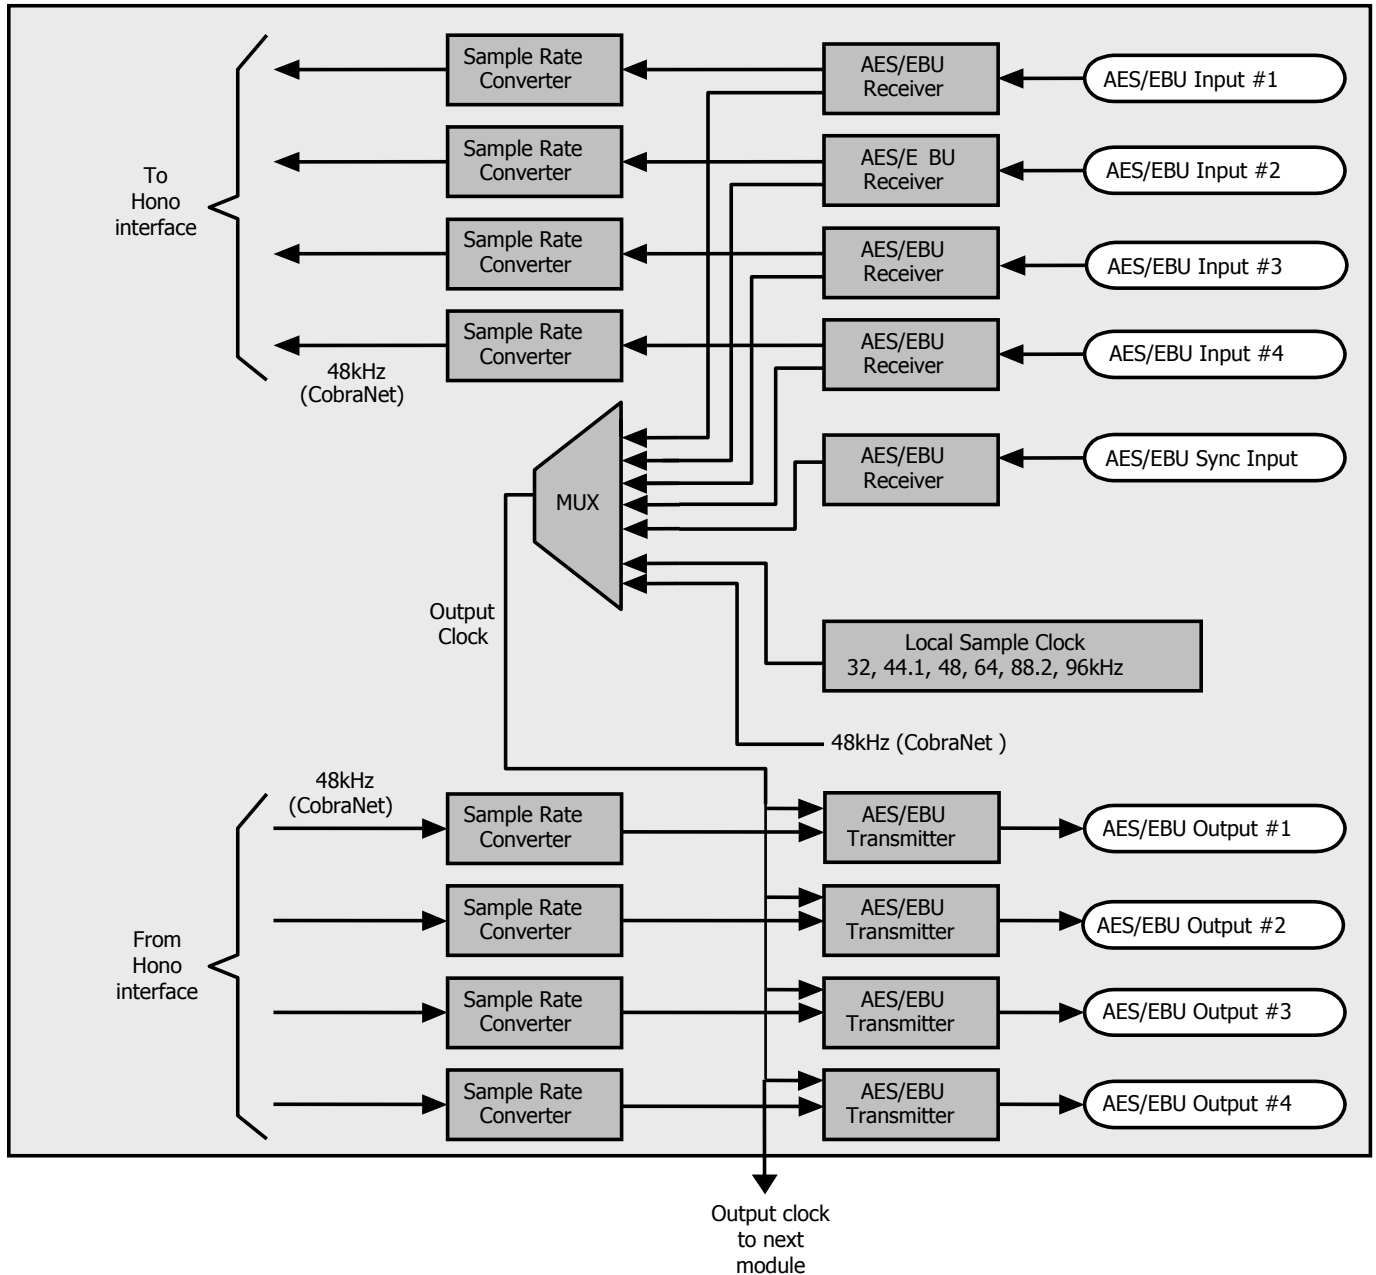 Sample Rate
Converter
AES/EBU
Receiver
AES/EBU Input #1
Sample Rate
Converter
AES/E BU
Receiver
AES/EBU Input #2
To
Hono
interface
Sample Rate
Converter
AES/EBU
Receiver
AES/EBU Input #3
Sample Rate
Converter
AES/EBU
Receiver
AES/EBU Input #4
48kHz
(CobraNet)
AES/EBU
Receiver
AES/EBU Sync Input
MUX
Output
Clock
Local Sample Clock
32, 44.1, 48, 64, 88.2, 96kHz
48kHz (CobraNet )
48kHz
(CobraNet)
Sample Rate
Converter
AES/EBU
Transmitter
AES/EBU Output #1
Sample Rate
Converter
AES/EBU
Transmitter
AES/EBU Output #2
From
Hono
interface
Sample Rate
Converter
AES/EBU
Transmitter
AES/EBU Output #3
Sample Rate
Converter
AES/EBU
Transmitter
AES/EBU Output #4
Output clock
to next
module